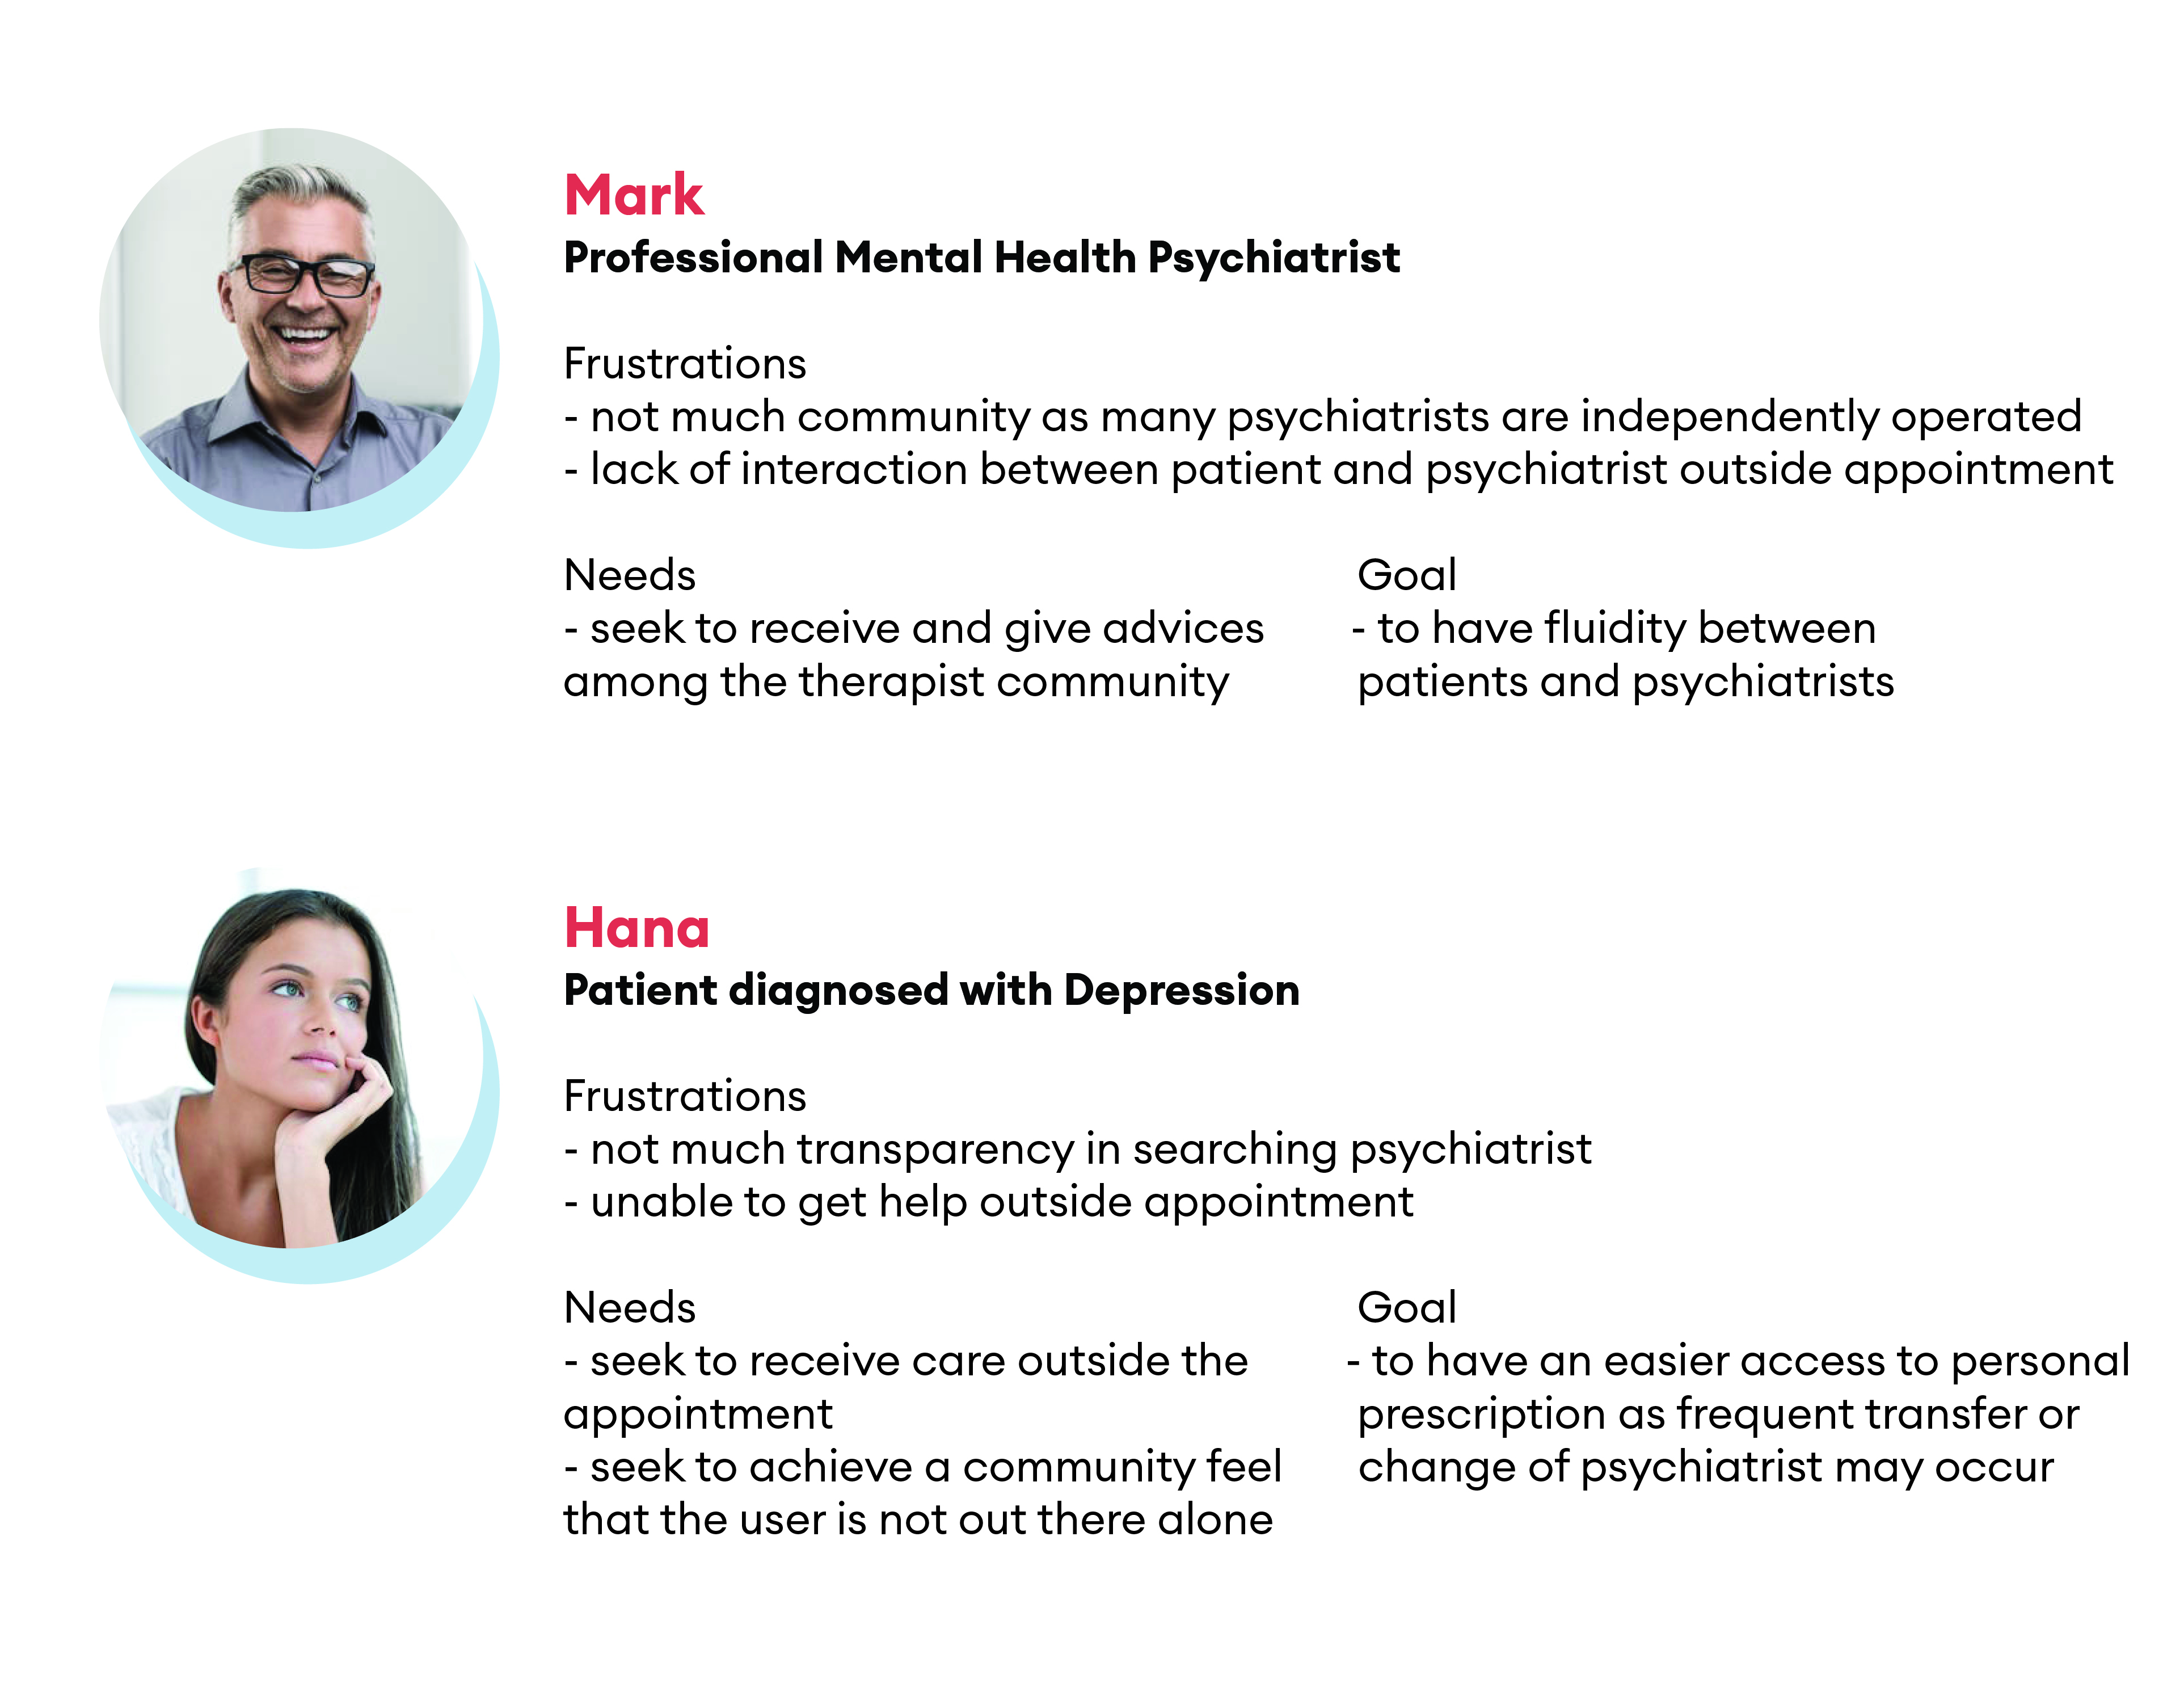 Mark
Professional Mental Health Psychiatrist
Frustrations
- not much community as many psychiatrists are independently operated
- lack of interaction between patient and psychiatrist outside appointment
Needs
- seek to receive and give advices
among the therapist community
Goal
- to have fluidity between
patients and psychiatrists
Hana
Patient diagnosed with Depression
Frustrations
- not much transparency in searching psychiatrist
- unable to get help outside appointment
Needs
- seek to receive care outside the
appointment
- seek to achieve a community feel
that the user is not out there alone
Goal
- to have an easier access to personal
prescription as frequent transfer or
change of psychiatrist may occur